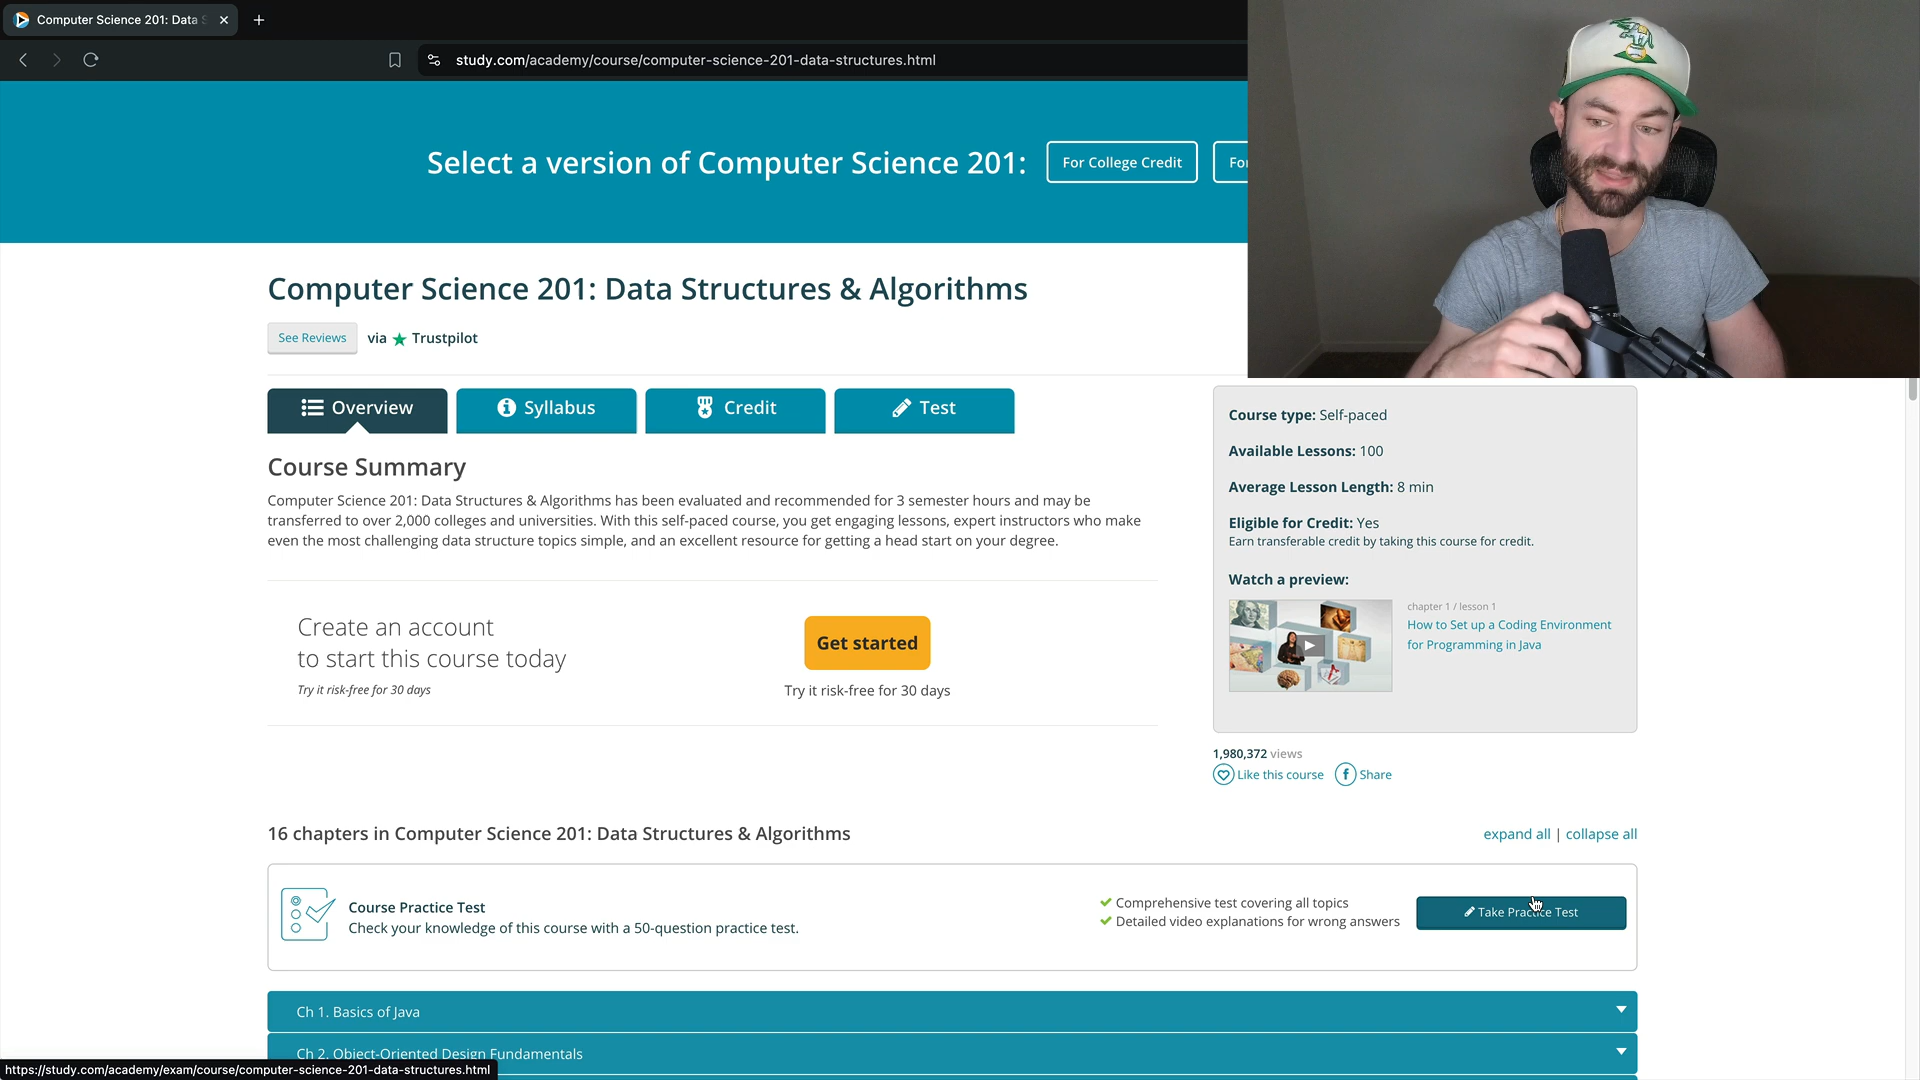 Computer Science 201: Data S
study.com/academy/course/computer-science-201-data-structures.html
Select a version of Computer Science 201:
For College Credit
Computer Science 201: Data Structures & Algorithms
See Reviews
via Trustpilot
Overview
Syllabus
Credit
Test
Course Summary
Computer Science 201: Data Structures & Algorithms has been evaluated and recommended for 3 semester hours and may be
transferred to over 2,000 colleges and universities. With this self-paced course, you get engaging lessons, expert instructors who make
even the most challenging data structure topics simple, and an excellent resource for getting a head start on your degree.
Create an account
to start this course today
Try it risk-free for 30 days
Get started
Try it risk-free for 30 days
Course type: Self-paced
Available Lessons: 100
Average Lesson Length: 8 min
Eligible for Credit: Yes
Earn transferable credit by taking this course for credit.
Watch a preview:
chapter 1 / lesson 1
How to Set up a Coding Environment
for Programming in Java
1,980,372 views
Like this course
Share
16 chapters in Computer Science 201: Data Structures & Algorithms
expand all | collapse all
Course Practice Test
Check your knowledge of this course with a 50-question practice test.
Comprehensive test covering all topics
Detailed video explanations for wrong answers
Take Practice Test
Ch 1. Basics of Java
Ch 2. Object-Oriented Design Fundamentals
https://study.com/academy/exam/course/computer-science-201-data-structures.html